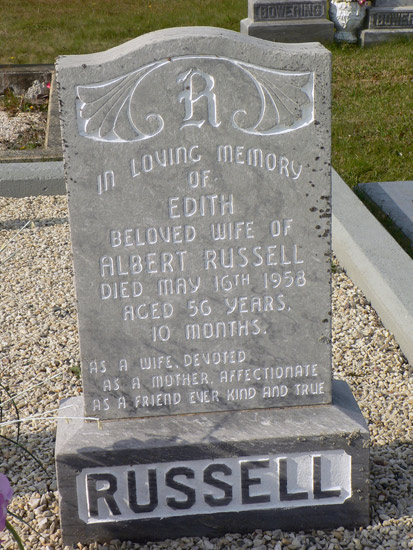 BOWERING
R
IN LOVING MEMORY
OF
EDITH
BELOVED WIFE OF
ALBERT RUSSELL
DIED MAY 16TH 1958
AGED 56 YEARS,
10 MONTHS.
AS A WIFE, DEVOTED
AS A MOTHER, AFFECTIONATE
AS A FRIEND EVER KIND AND TRUE
RUSSELL